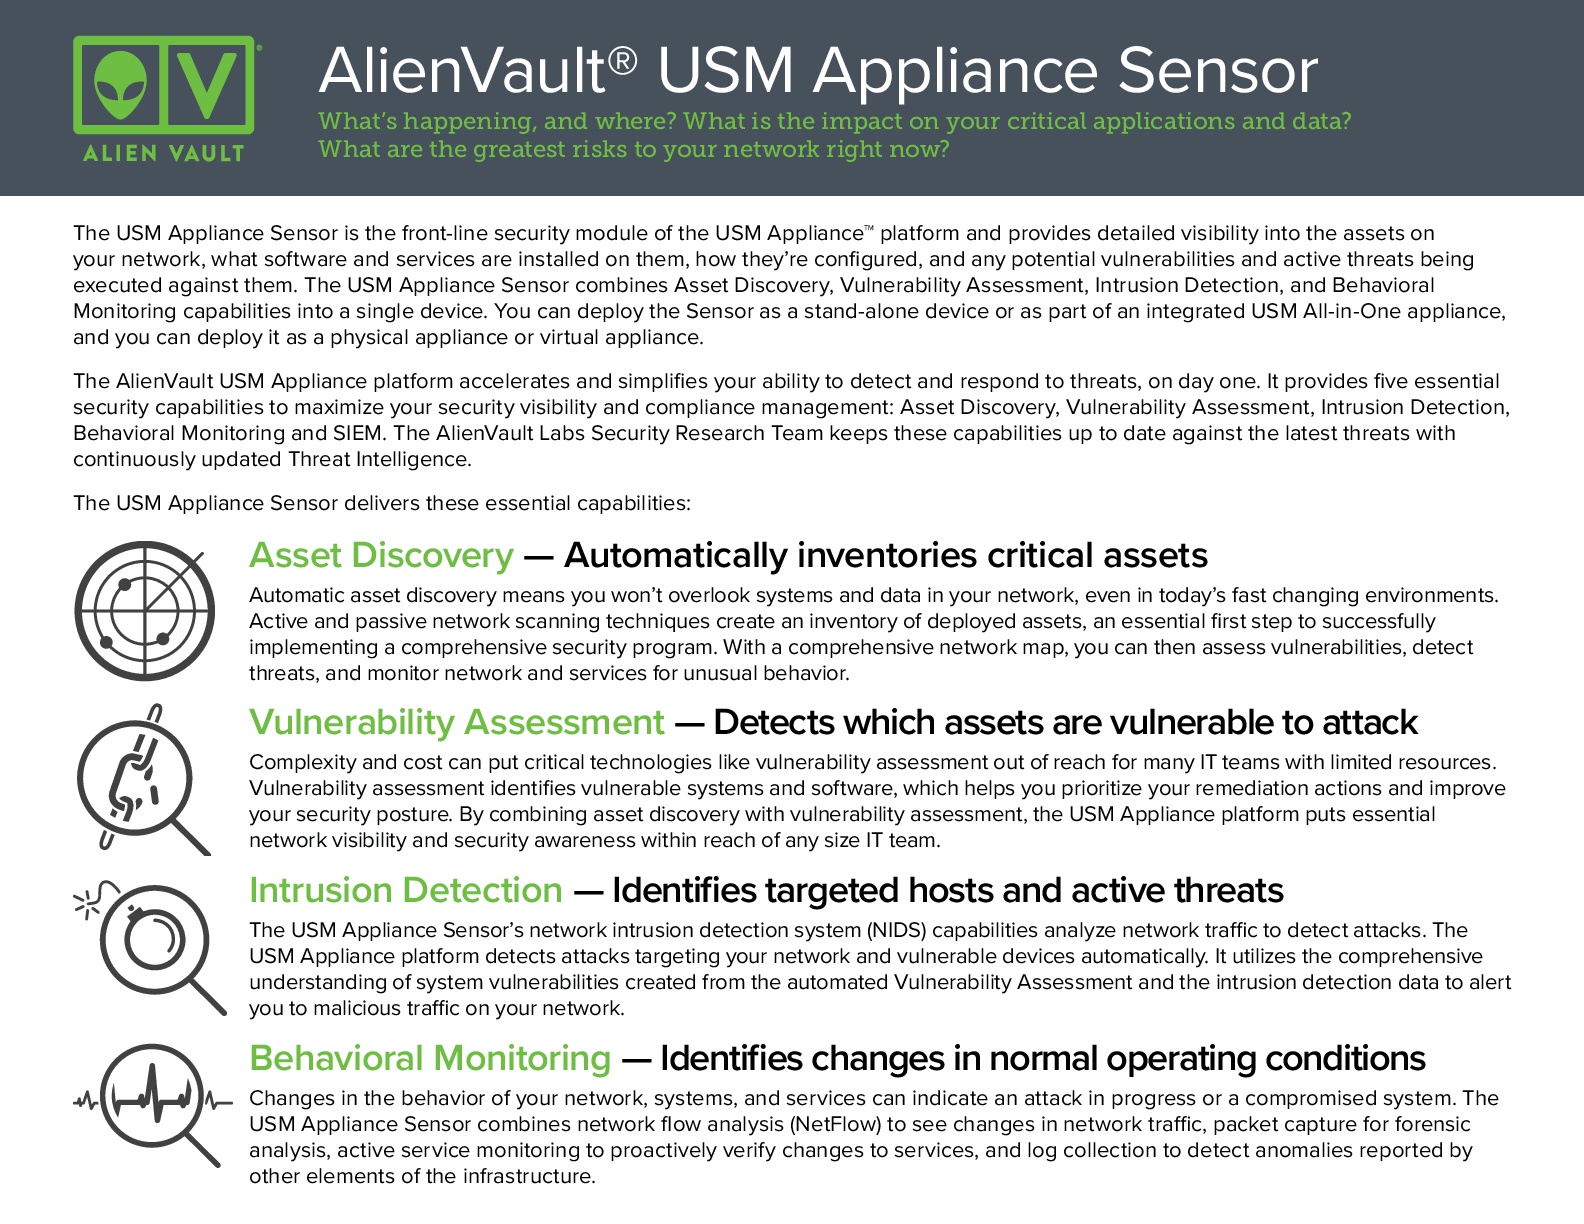 ALIEN VAULT
AlienVault® USM Appliance Sensor
What's happening, and where? What is the impact on your critical applications and data?
What are the greatest risks to your network right now?
The USM Appliance Sensor is the front-line security module of the USM Appliance™ platform and provides detailed visibility into the assets on
your network, what software and services are installed on them, how they're configured, and any potential vulnerabilities and active threats being
executed against them. The USM Appliance Sensor combines Asset Discovery, Vulnerability Assessment, Intrusion Detection, and Behavioral
Monitoring capabilities into a single device. You can deploy the Sensor as a stand-alone device or as part of an integrated USM All-in-One appliance,
and you can deploy it as a physical appliance or virtual appliance.
The AlienVault USM Appliance platform accelerates and simplifies your ability to detect and respond to threats, on day one. It provides five essential
security capabilities to maximize your security visibility and compliance management: Asset Discovery, Vulnerability Assessment, Intrusion Detection,
Behavioral Monitoring and SIEM. The AlienVault Labs Security Research Team keeps these capabilities up to date against the latest threats with
continuously updated Threat Intelligence.
The USM Appliance Sensor delivers these essential capabilities:
Asset Discovery — Automatically inventories critical assets
Automatic asset discovery means you won't overlook systems and data in your network, even in today's fast changing environments.
Active and passive network scanning techniques create an inventory of deployed assets, an essential first step to successfully
implementing a comprehensive security program. With a comprehensive network map, you can then assess vulnerabilities, detect
threats, and monitor network and services for unusual behavior.
Vulnerability Assessment — Detects which assets are vulnerable to attack
Complexity and cost can put critical technologies like vulnerability assessment out of reach for many IT teams with limited resources.
Vulnerability assessment identifies vulnerable systems and software, which helps you prioritize your remediation actions and improve
your security posture. By combining asset discovery with vulnerability assessment, the USM Appliance platform puts essential
network visibility and security awareness within reach of any size IT team.
Intrusion Detection — Identifies targeted hosts and active threats
The USM Appliance Sensor's network intrusion detection system (NIDS) capabilities analyze network traffic to detect attacks. The
USM Appliance platform detects attacks targeting your network and vulnerable devices automatically. It utilizes the comprehensive
understanding of system vulnerabilities created from the automated Vulnerability Assessment and the intrusion detection data to alert
you to malicious traffic on your network.
Behavioral Monitoring — Identifies changes in normal operating conditions
Changes in the behavior of your network, systems, and services can indicate an attack in progress or a compromised system. The
USM Appliance Sensor combines network flow analysis (NetFlow) to see changes in network traffic, packet capture for forensic
analysis, active service monitoring to proactively verify changes to services, and log collection to detect anomalies reported by
other elements of the infrastructure.